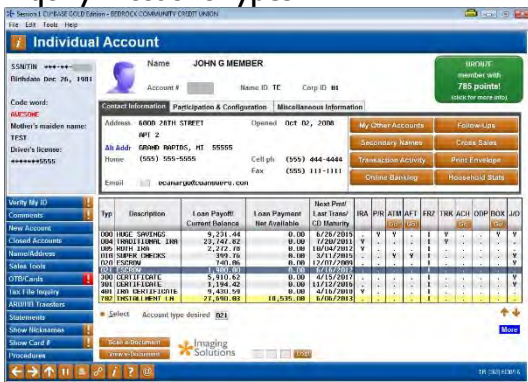 Session 1 CU*BASE GOLD Edition - BEDROCK COMMUNITY CREDIT UNION
File Edit Tools Help
Individual Account
SSN/TIN ***-**-
Birthdate Dec 26, 1981
Code word:
AWESOME
Mother's maiden name:
TEST
Driver's license:
*******5555
Name JOHN G MEMBER
Account # Name ID TE Corp ID 01
BRONZE
member with
785 points!
(click for more info)
Contact Information Participation & Configuration Miscellaneous Information
Address 6000 28TH STREET Opened Oct 02, 2000
APT 2
Alt Addr GRAND RAPIDS, MI 55555
Home (555) 555-5555 Cell ph (555) 444-4444
Fax (555) 111-1111
Email
My Other Accounts Follow-Ups
Secondary Names Cross Sales
Transaction Activity Print Envelope
Online Banking Household Stats
Verify My ID
Comments
New Account
Closed Accounts
Name/Address
Sales Tools
OTB/Cards
Tax File Inquiry
ARU/HB Transfers
Statements
Show Nicknames
Show Card #
Procedures
Typ Description Loan Payoff/ Current Balance Loan Payment Net Available Next Pmt/ Last Trans/ CD Maturity IRA P/R ATM AFT FRZ TRK ACH ODP BOX J/O
000 HUGE SAVINGS 9,231.44 0.00 6/26/2015
004 TRADITIONAL IRA 23,747.82 0.00 7/20/2011
005 ROTH IRA 2,272.78 0.00 10/04/2012
010 SUPER CHECKS 399.76 0.00 3/11/2015
020 ESCROW 740.06 0.00 12/07/2009
021 ESCROW 1,900.00 0.00
300 CERTIFICATE 5,910.62 0.00 4/15/2017
301 CERTIFICATE 1,194.42 0.00 11/12/2016
401 IRA CERTIFICATE 9,430.59 0.00 4/16/2018
702 INSTALLMENT LN 27,690.03 10,535.00 6/06/2013
Select Account type desired 021
More
Scan e-Document
View e-Document
Imaging
Solutions